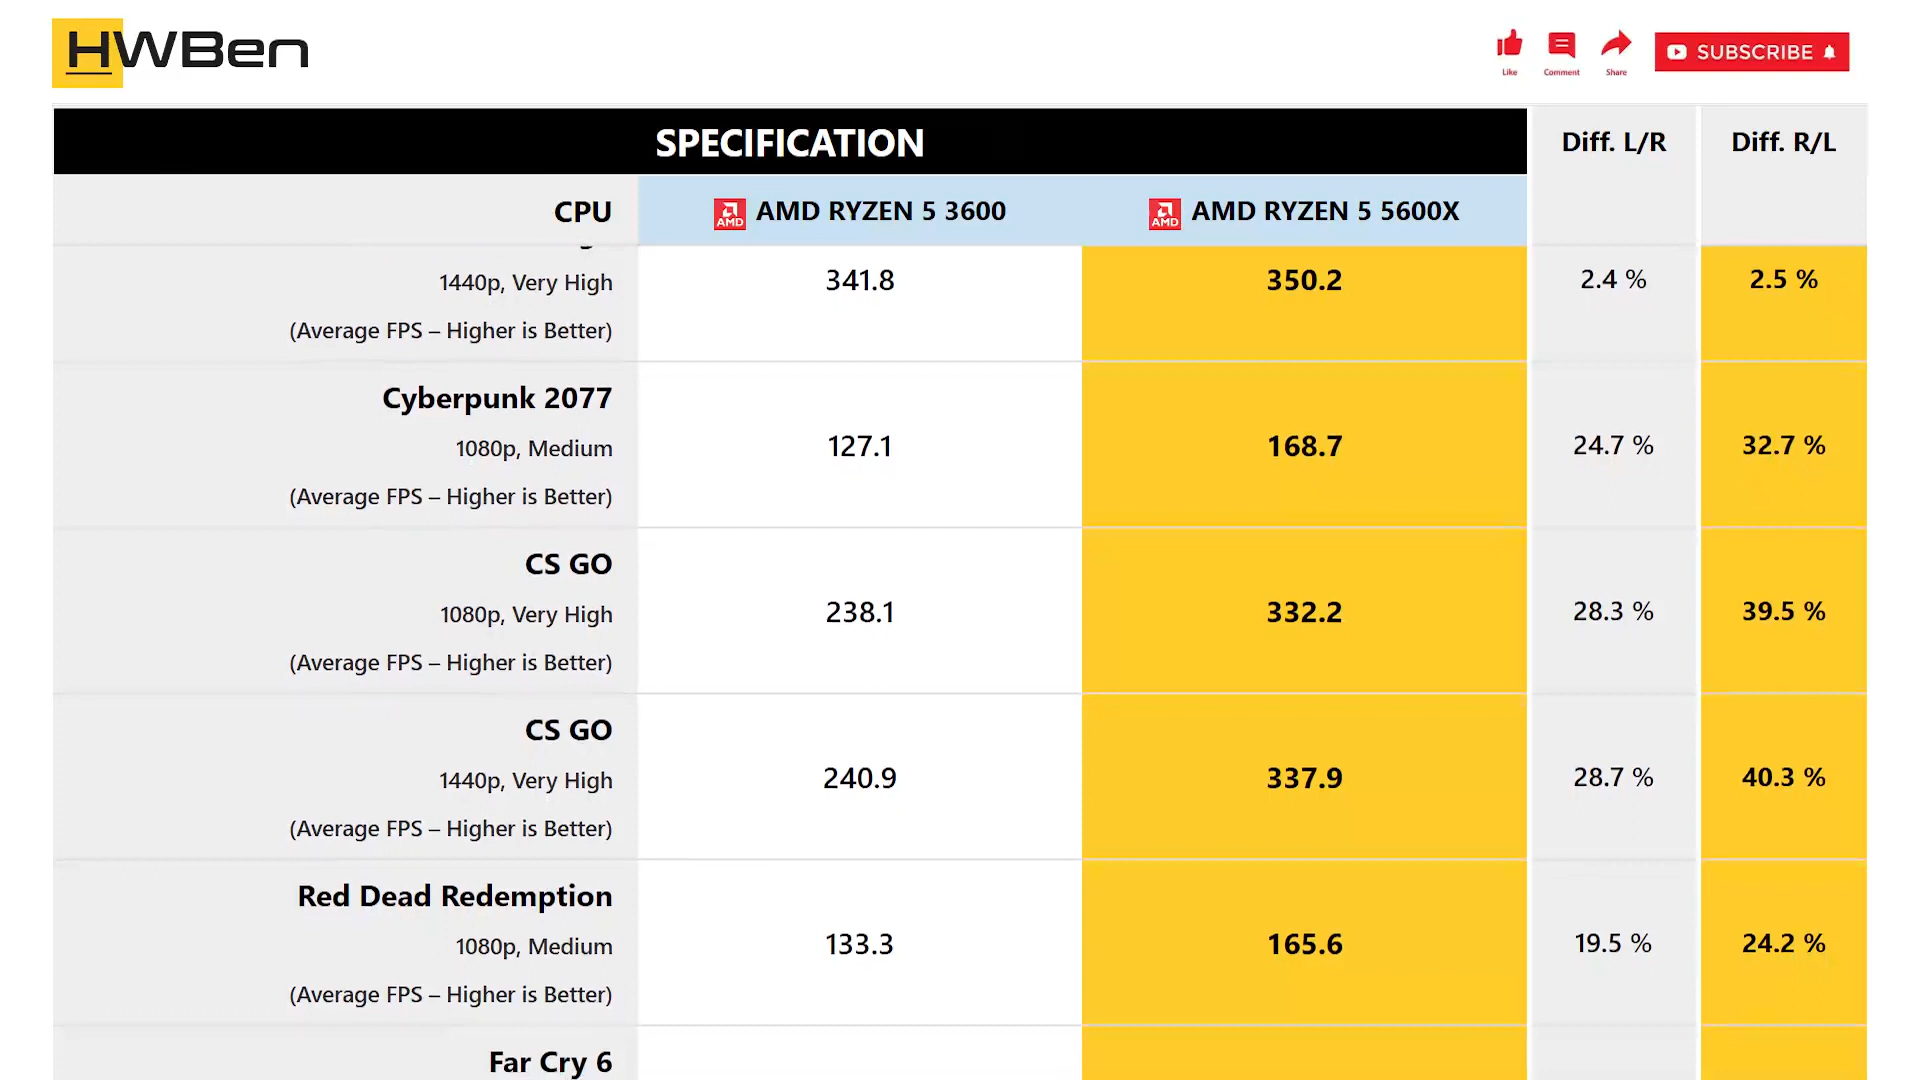 HWBen
Like
Comment
Share
SUBSCRIBE
SPECIFICATION
Diff. L/R
Diff. R/L
CPU
AMD
AMD RYZEN 5 3600
AMD
AMD RYZEN 5 5600X
1440p, Very High
(Average FPS – Higher is Better)
341.8
350.2
2.4 %
2.5 %
Cyberpunk 2077
1080p, Medium
(Average FPS – Higher is Better)
127.1
168.7
24.7 %
32.7 %
CS GO
1080p, Very High
(Average FPS – Higher is Better)
238.1
332.2
28.3 %
39.5 %
CS GO
1440p, Very High
(Average FPS – Higher is Better)
240.9
337.9
28.7 %
40.3 %
Red Dead Redemption
1080p, Medium
(Average FPS – Higher is Better)
133.3
165.6
19.5 %
24.2 %
Far Cry 6